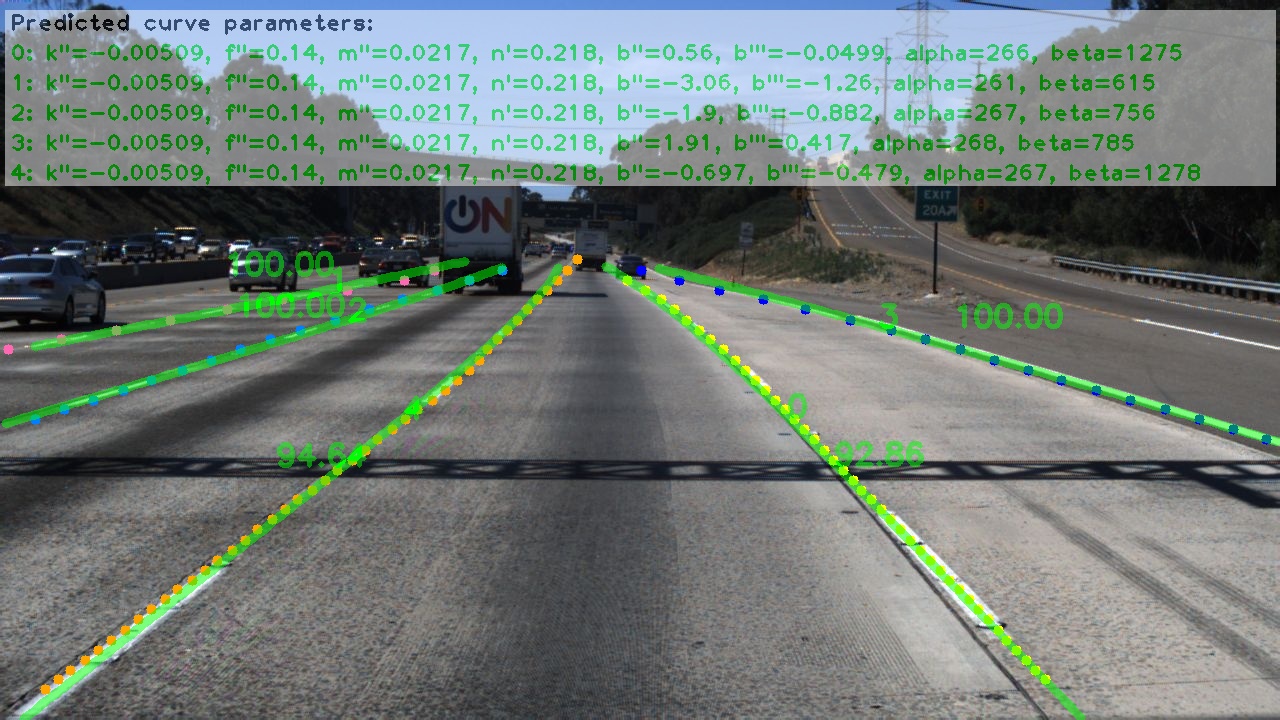 Predicted curve parameters:
0: k''=-0.00509, f''=0.14, m''=0.0217, n'=0.218, b''=0.56, b'''=-0.0499, alpha=266, beta=1275
1: k''=-0.00509, f''=0.14, m''=0.0217, n'=0.218, b''=-3.06, b'''=-1.26, alpha=261, beta=615
2: k''=-0.00509, f''=0.14, m''=0.0217, n'=0.218, b''=-1.9, b'''=-0.882, alpha=267, beta=756
3: k''=-0.00509, f''=0.14, m''=0.0217, n'=0.218, b''=1.91, b'''=0.417, alpha=268, beta=785
4: k''=-0.00509, f''=0.14, m''=0.0217, n'=0.218, b''=-0.697, b'''=-0.479, alpha=267, beta=1278
ON
EXIT
20A
100.00 1
100.00 2
3 100.00
0
4
94.64
92.86